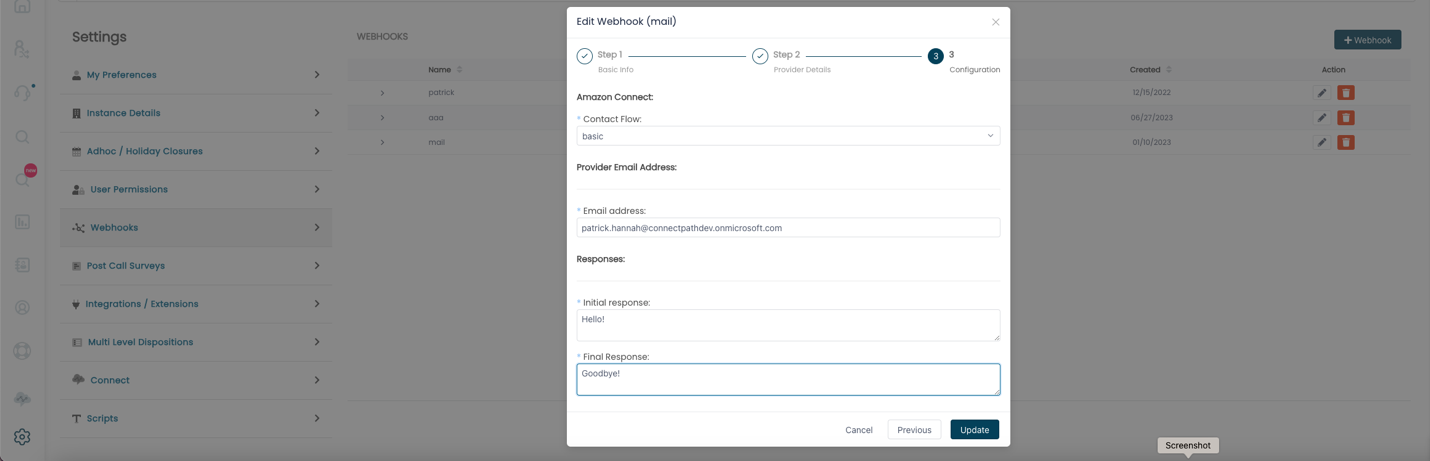 Settings
My Preferences
Instance Details
Adhoc / Holiday Closures
User Permissions
Webhooks
Post Call Surveys
Integrations / Extensions
Multi Level Dispositions
Connect
Scripts
new
WEBHOOKS
+ Webhook
Name
Created
Action
patrick
12/15/2022
aaa
06/27/2023
mail
01/10/2023
Edit Webhook (mail)
Step 1
Basic Info
Step 2
Provider Details
3
3
Configuration
Amazon Connect:
* Contact Flow:
basic
Provider Email Address:
* Email address:
patrick.hannah@connectpathdev.onmicrosoft.com
Responses:
* Initial response:
Hello!
* Final Response:
Goodbye!
Cancel
Previous
Update
Screenshot